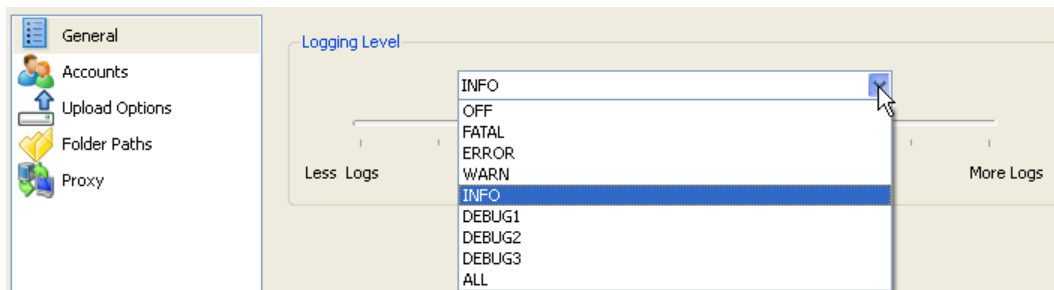 General
Accounts
Upload Options
Folder Paths
Proxy
Logging Level
INFO
OFF
FATAL
ERROR
WARN
INFO
DEBUG1
DEBUG2
DEBUG3
ALL
Less Logs
More Logs